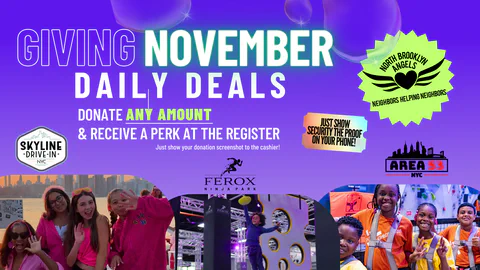 GIVING NOVEMBER
DAILY DEALS
DONATE ANY AMOUNT
& RECEIVE A PERK AT THE REGISTER
Just show your donation screenshot to the cashier!
NORTH BROOKLYN
ANGELS
NEIGHBORS HELPING NEIGHBORS
JUST SHOW
SECURITY THE PROOF
ON YOUR PHONE!
SKYLINE
DRIVE-IN
NYC
FEROX
NINJA PARK
AREA
NYC